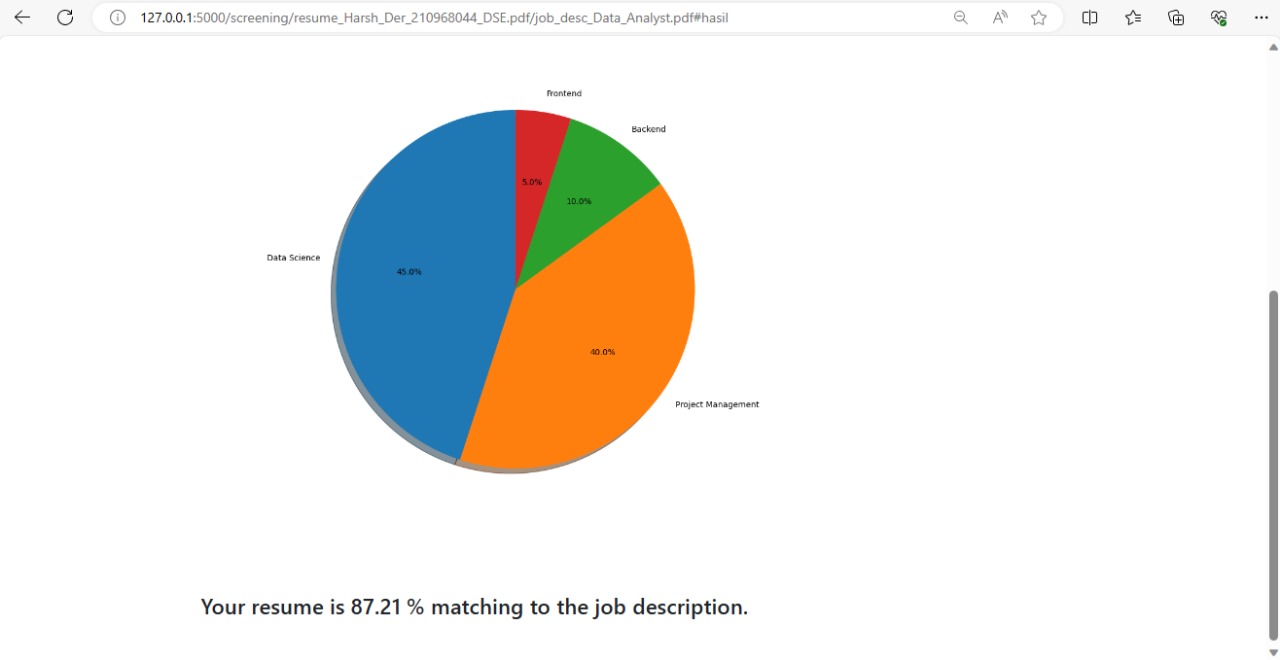 127.0.0.1:5000/screening/resume_Harsh_Der_210968044_DSE.pdf/job_desc_Data_Analyst.pdf#hasil
Frontend
Backend
5.0%
10.0%
Data Science
45.0%
40.0%
Project Management
Your resume is 87.21 % matching to the job description.